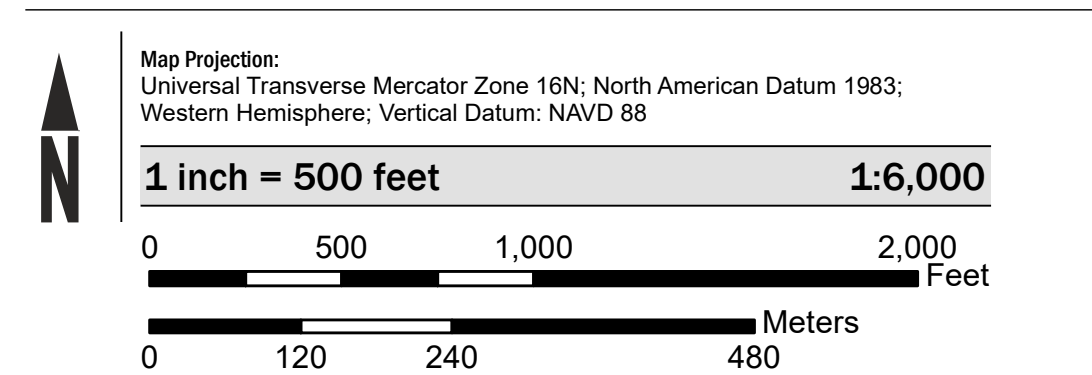 Map Projection:
Universal Transverse Mercator Zone 16N; North American Datum 1983;
Western Hemisphere; Vertical Datum: NAVD 88
N
1 inch = 500 feet 1:6,000
0 500 1,000 2,000
Feet
Meters
0 120 240 480